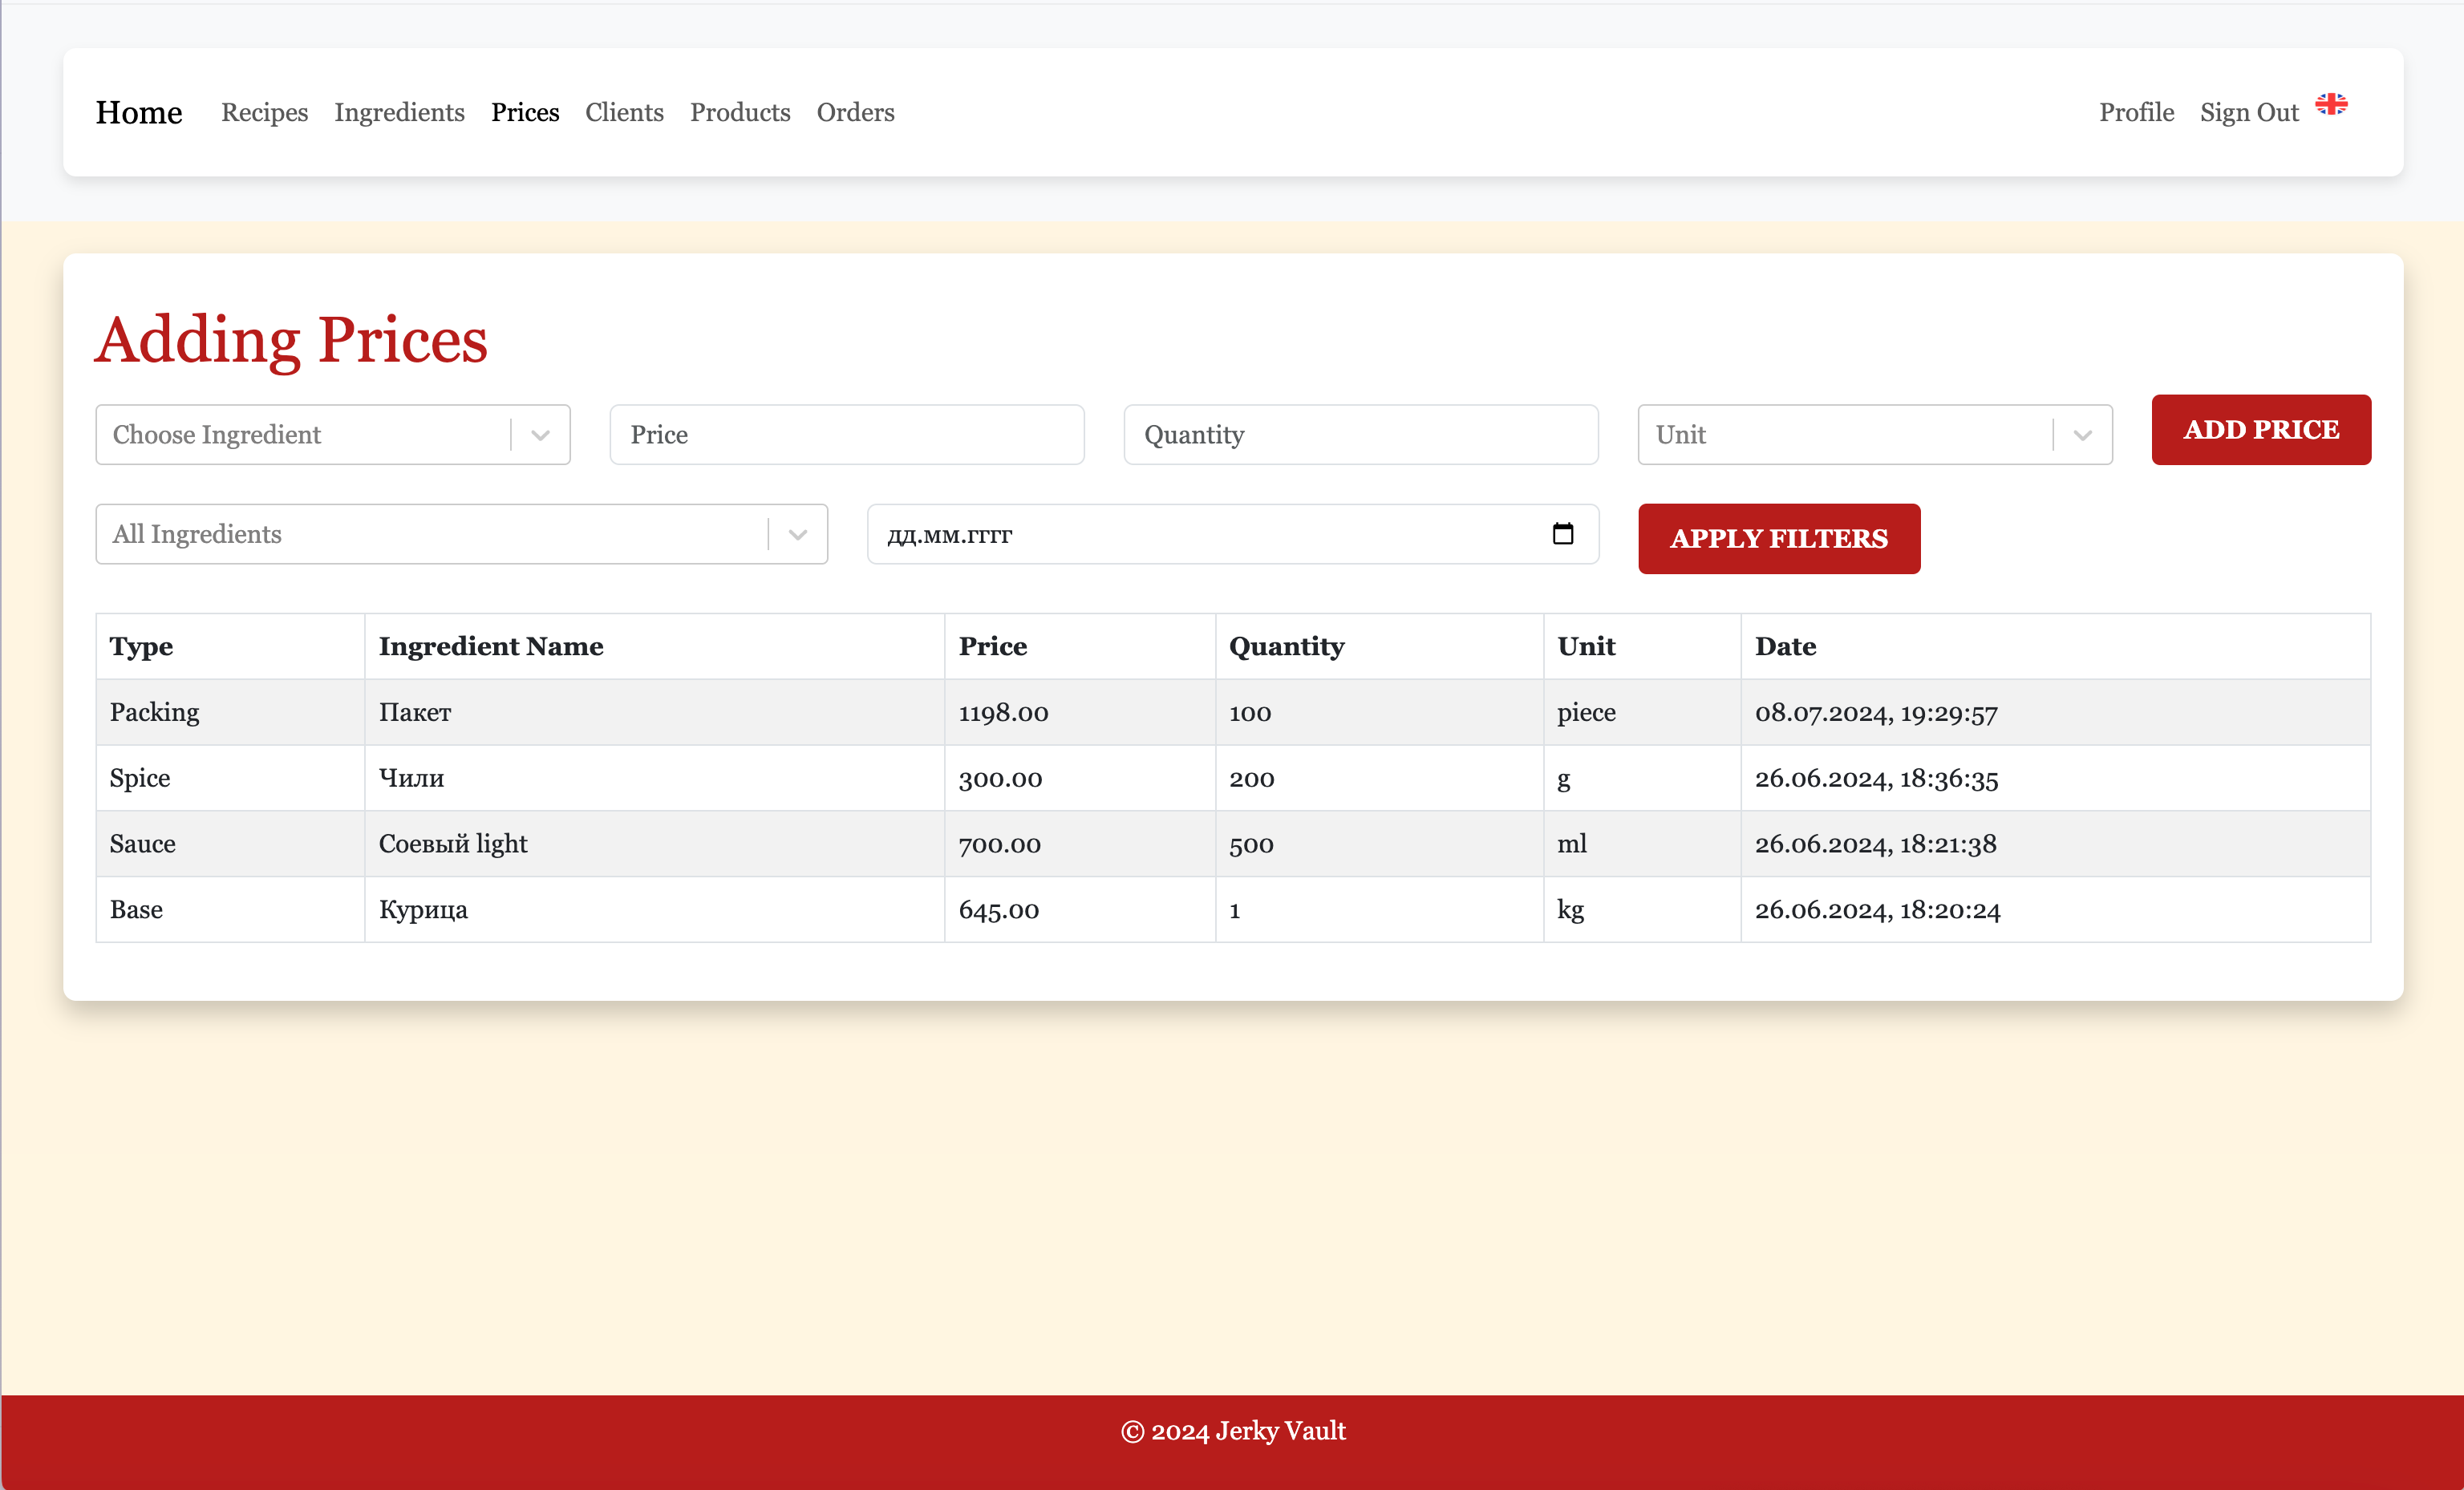 Home Recipes Ingredients Prices Clients Products Orders Profile Sign Out
Adding Prices
Choose Ingredient Price Quantity Unit ADD PRICE
All Ingredients дд.мм.гггг APPLY FILTERS
Type Ingredient Name Price Quantity Unit Date
Packing Пакет 1198.00 100 piece 08.07.2024, 19:29:57
Spice Чили 300.00 200 g 26.06.2024, 18:36:35
Sauce Соевый light 700.00 500 ml 26.06.2024, 18:21:38
Base Курица 645.00 1 kg 26.06.2024, 18:20:24
© 2024 Jerky Vault